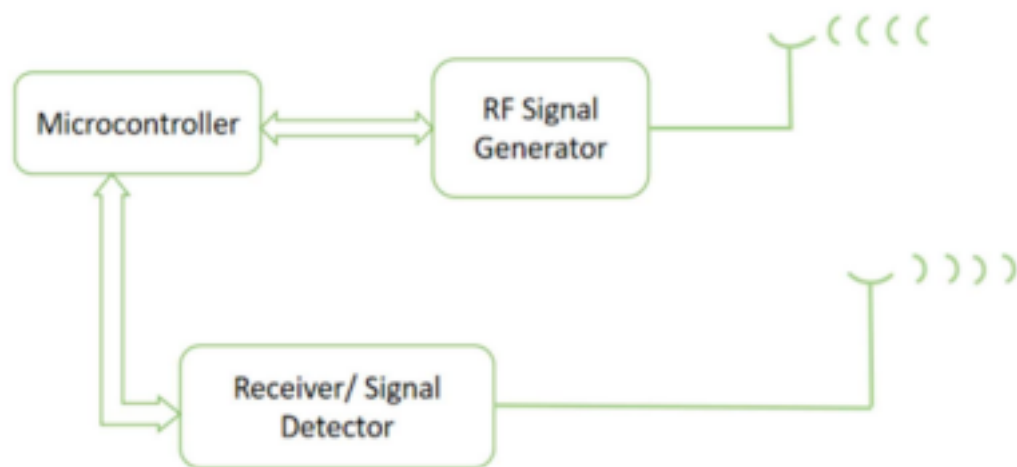 Microcontroller
RF Signal
Generator
Receiver/ Signal
Detector